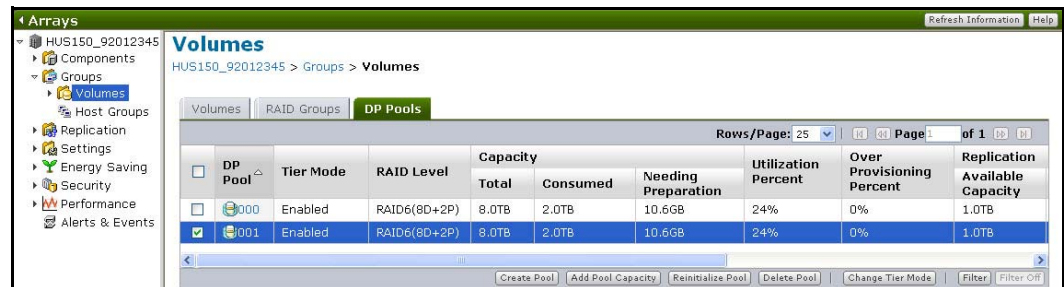 Arrays
Refresh Information Help
HUS150_92012345
Components
Groups
Volumes
Host Groups
Replication
Settings
Energy Saving
Security
Performance
Alerts & Events
Volumes
HUS150_92012345 > Groups > Volumes
Volumes RAID Groups DP Pools
Rows/Page: 25 Page 1 of 1
DP Pool Tier Mode RAID Level Capacity Utilization Percent Over Provisioning Percent Replication
Total Consumed Needing Preparation Available Capacity
000 Enabled RAID6(8D+2P) 8.0TB 2.0TB 10.6GB 24% 0% 1.0TB
001 Enabled RAID6(8D+2P) 8.0TB 2.0TB 10.6GB 24% 0% 1.0TB
Create Pool Add Pool Capacity Reinitialize Pool Delete Pool Change Tier Mode Filter Filter Off